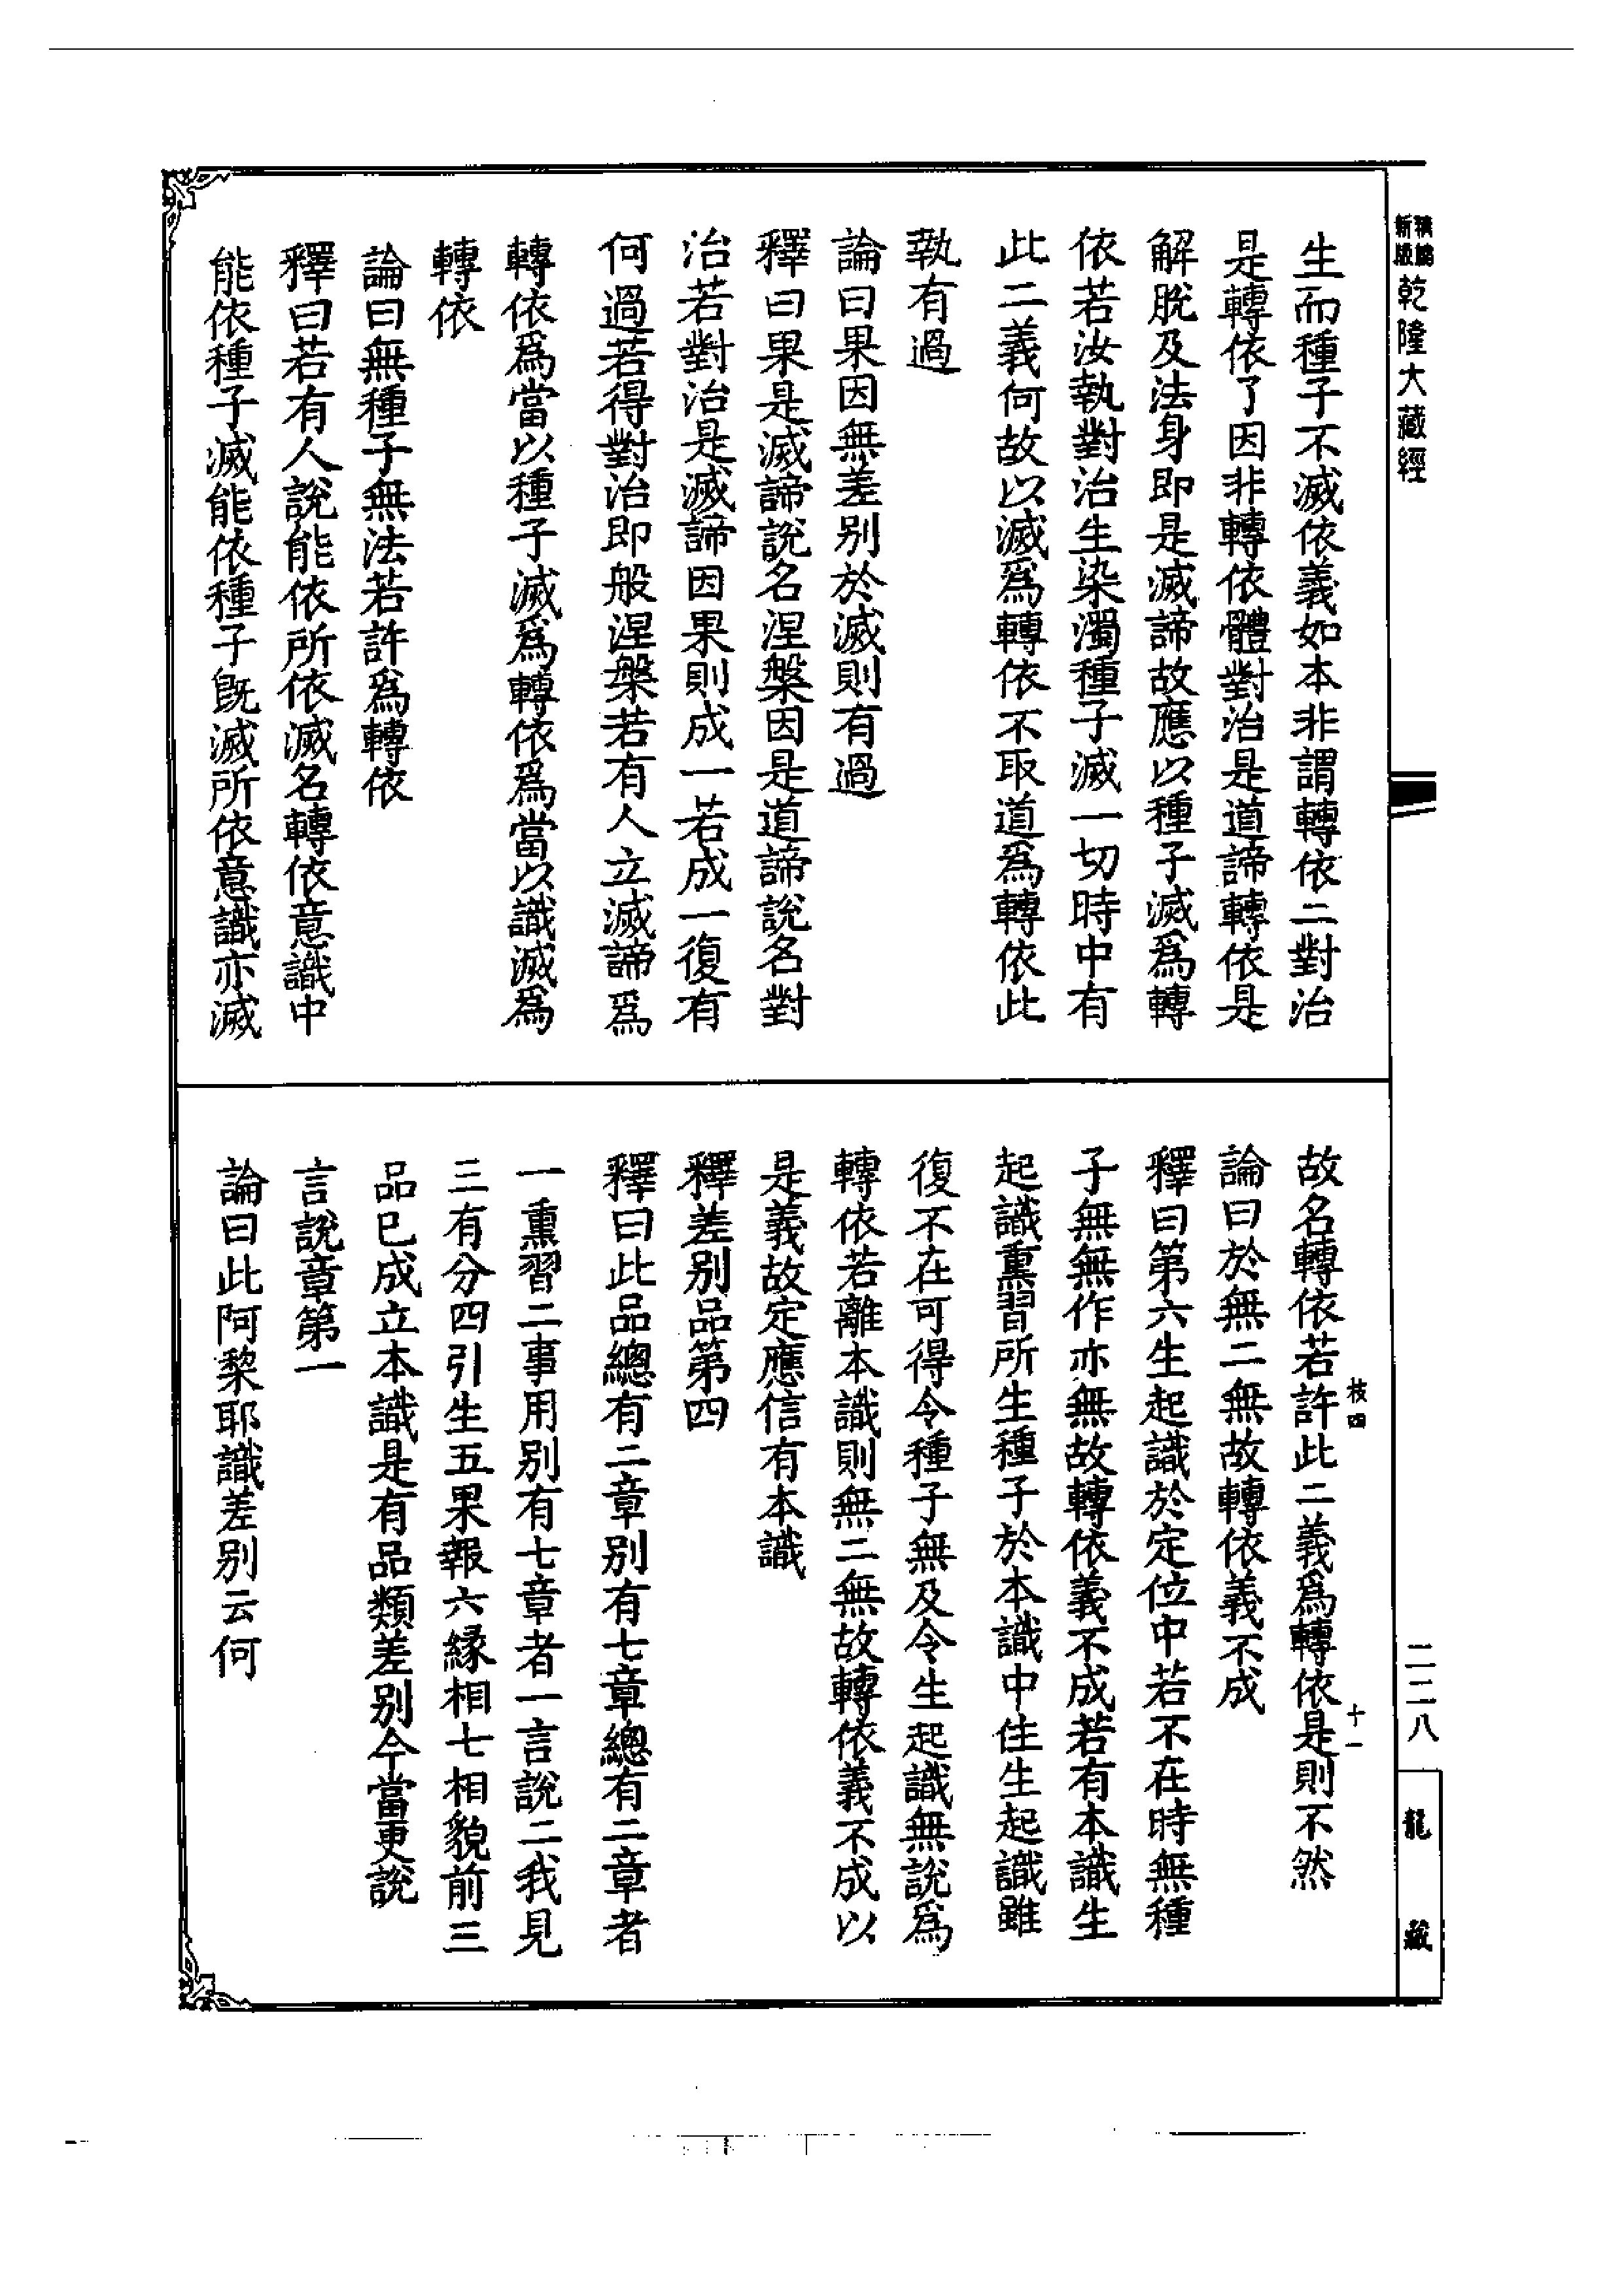 新版
乾隆大藏經
生而種子不滅依義如本非謂轉依二對治
是轉依了因非轉依體對治是道諦轉依是
解脫及法身即是滅諦故應以種子滅爲轉
依若汝執對治生染濁種子滅一切時中有
此二義何故以滅爲轉依不取道爲轉依此
執有過
論曰果因無差別於滅則有過
釋曰果是滅諦說名涅槃因是道諦說名對
治若對治是滅諦因果則成一若成一復有
何過若得對治即般涅槃若有人立滅諦爲
轉依爲當以種子滅爲轉依爲當以識滅爲
轉依
論曰無種子無法若許爲轉依
釋曰若有人說能依所依滅名轉依意識中
能依種子滅能依種子旣滅所依意識亦滅
故名轉依若許此二義爲轉依是則不然
論曰於無二無故轉依義不成
釋曰第六生起識於定位中若不在時無種
子無無作亦無故轉依義不成若有本識生
起識熏習所生種子於本識中住生起識雖
復不在可得令種子無及令生起識無說爲
轉依若離本識則無二無故轉依義不成以
是義故定應信有本識
釋差別品第四
釋曰此品總有二章別有七章總有二章者
一熏習二事用別有七章者一言說二我見
三有分四引生五果報六緣相七相貌前三
品已成立本識是有品類差別今當更說
言說章第一
論曰此阿黎耶識差別云何
十一
二二八
龍藏